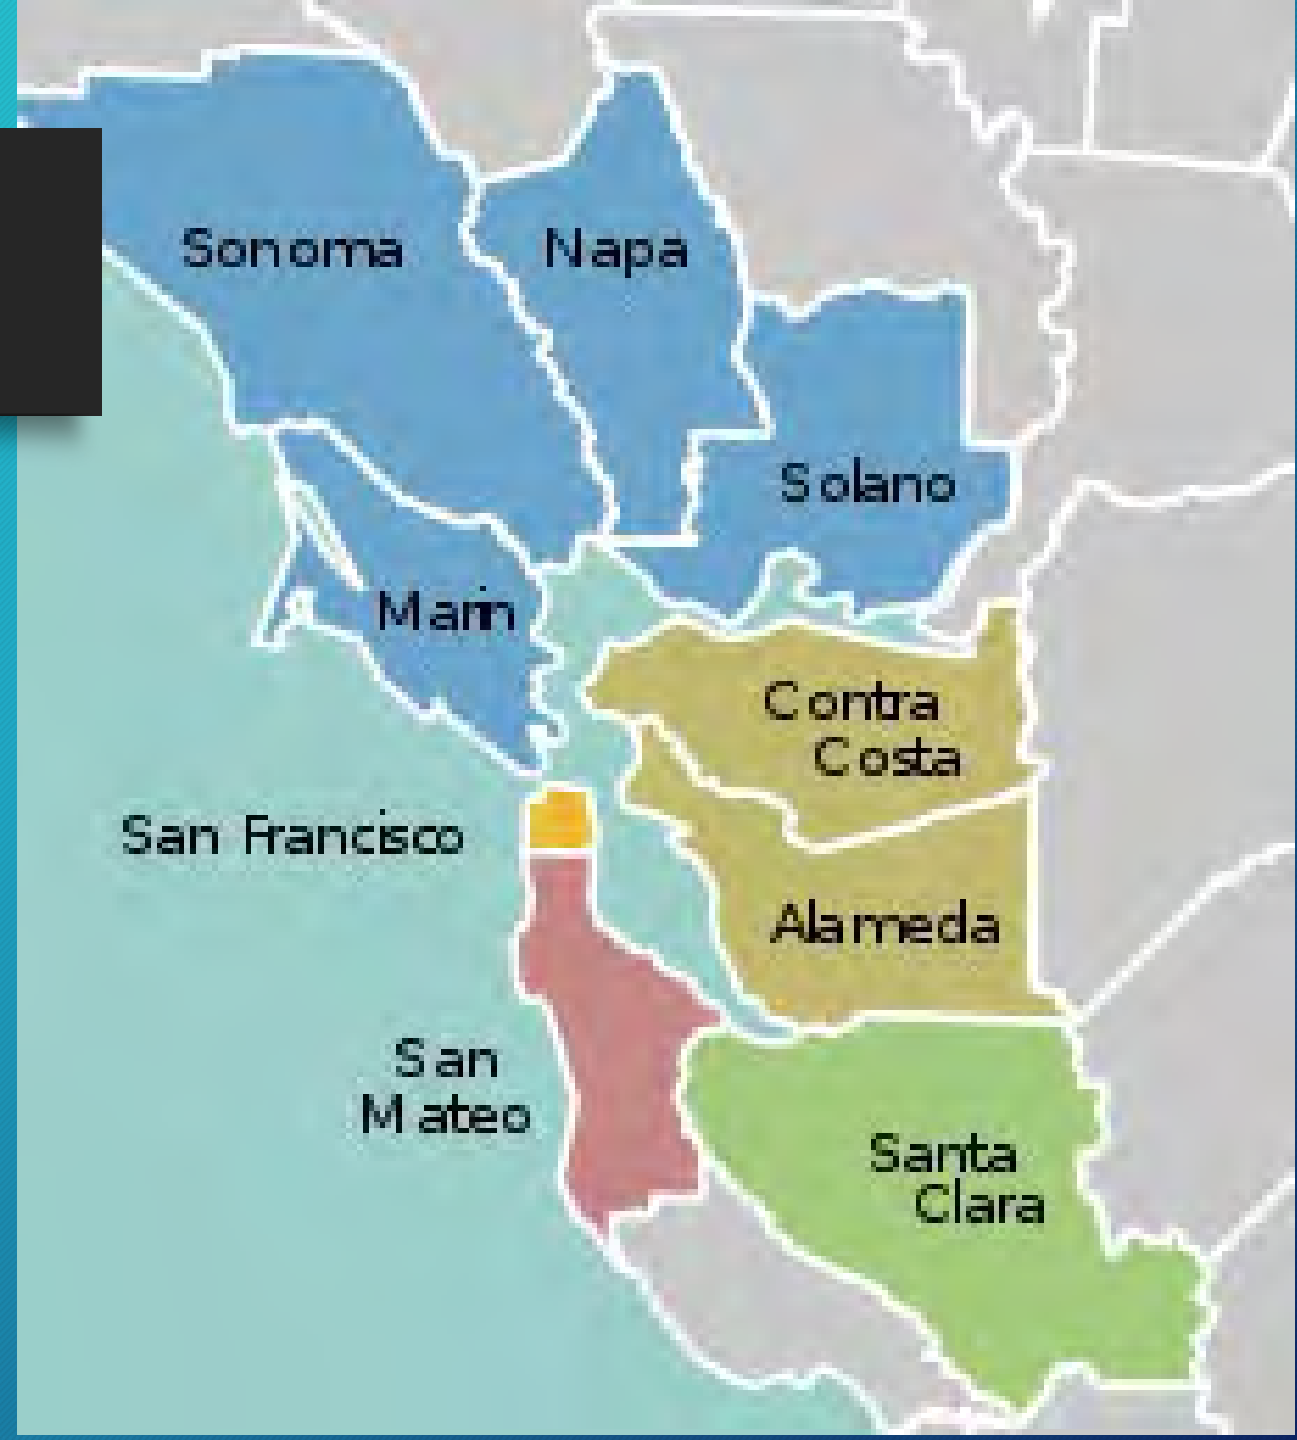 Sonoma
Napa
Solano
Marin
Contra
Costa
San Francisco
Alameda
San
Mateo
Santa
Clara